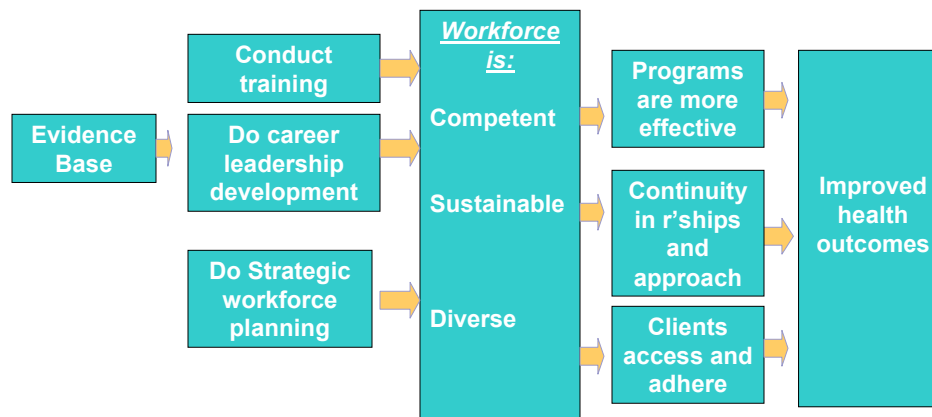 Evidence
Base
Conduct
training
Do career
leadership
development
Do Strategic
workforce
planning
Workforce
is:
Competent
Sustainable
Diverse
Programs
are more
effective
Continuity
in r'ships
and
approach
Clients
access and
adhere
Improved
health
outcomes